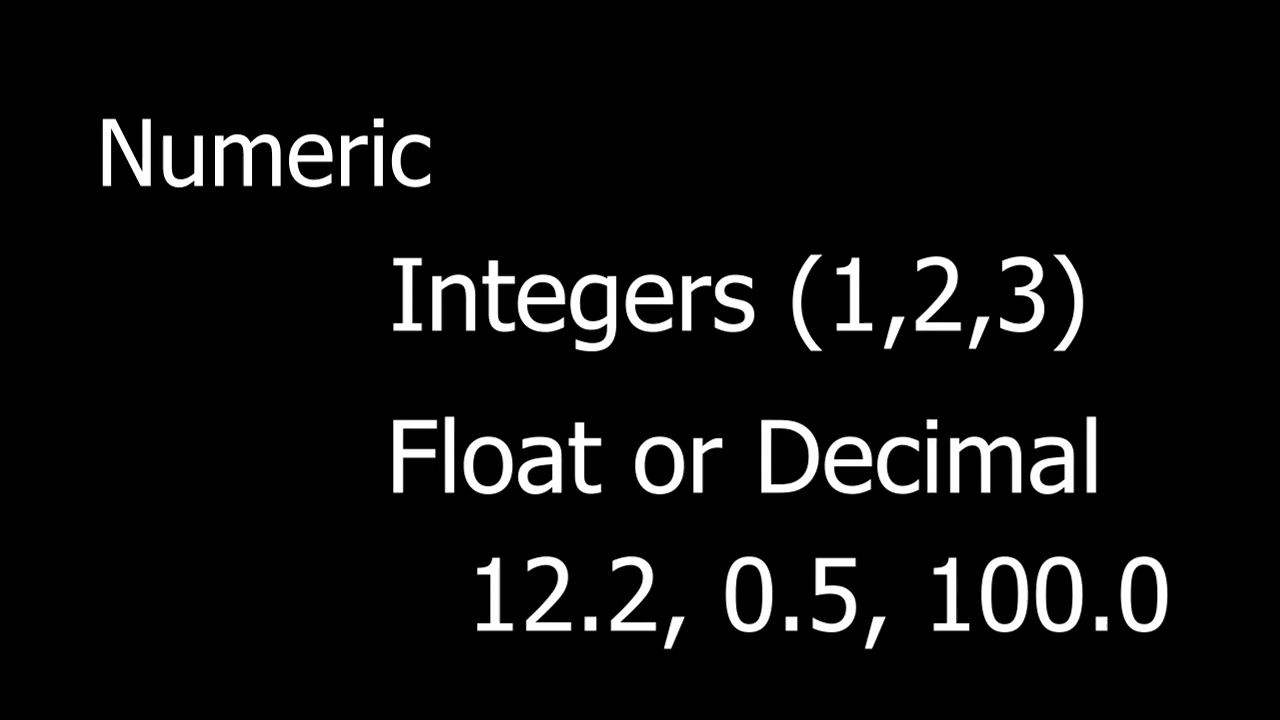 Numeric
Integers (1,2,3)
Float or Decimal
12.2, 0.5, 100.0